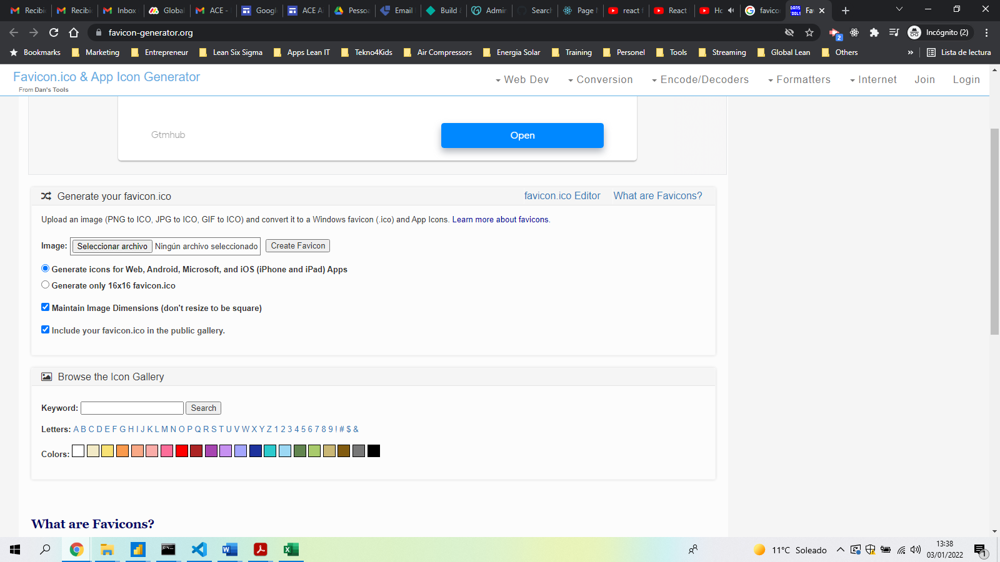 Recibi Recibi Inbox Global ACE - Googl ACE A Pesso Email Build Admin Search Page react f React Ho favico Fa
favicon-generator.org Incógnito (2)
Bookmarks Marketing Entrepreneur Lean Six Sigma Apps Lean IT Tekno4Kids Air Compressors Energia Solar Training Personel Tools Streaming Global Lean Others » Lista de lectura
Favicon.ico & App Icon Generator
From Dan's Tools
Web Dev Conversion Encode/Decoders Formatters Internet Join Login
Gtmhub Open
Generate your favicon.ico favicon.ico Editor What are Favicons?
Upload an image (PNG to ICO, JPG to ICO, GIF to ICO) and convert it to a Windows favicon (.ico) and App Icons. Learn more about favicons.
Image: Seleccionar archivo Ningún archivo seleccionado Create Favicon
Generate icons for Web, Android, Microsoft, and iOS (iPhone and iPad) Apps
Generate only 16x16 favicon.ico
Maintain Image Dimensions (don't resize to be square)
Include your favicon.ico in the public gallery.
Browse the Icon Gallery
Keyword: Search
Letters: A B C D E F G H I J K L M N O P Q R S T U V W X Y Z 1 2 3 4 5 6 7 8 9 ! # $ &
Colors:
What are Favicons?
11°C Soleado
13:38
03/01/2022
1